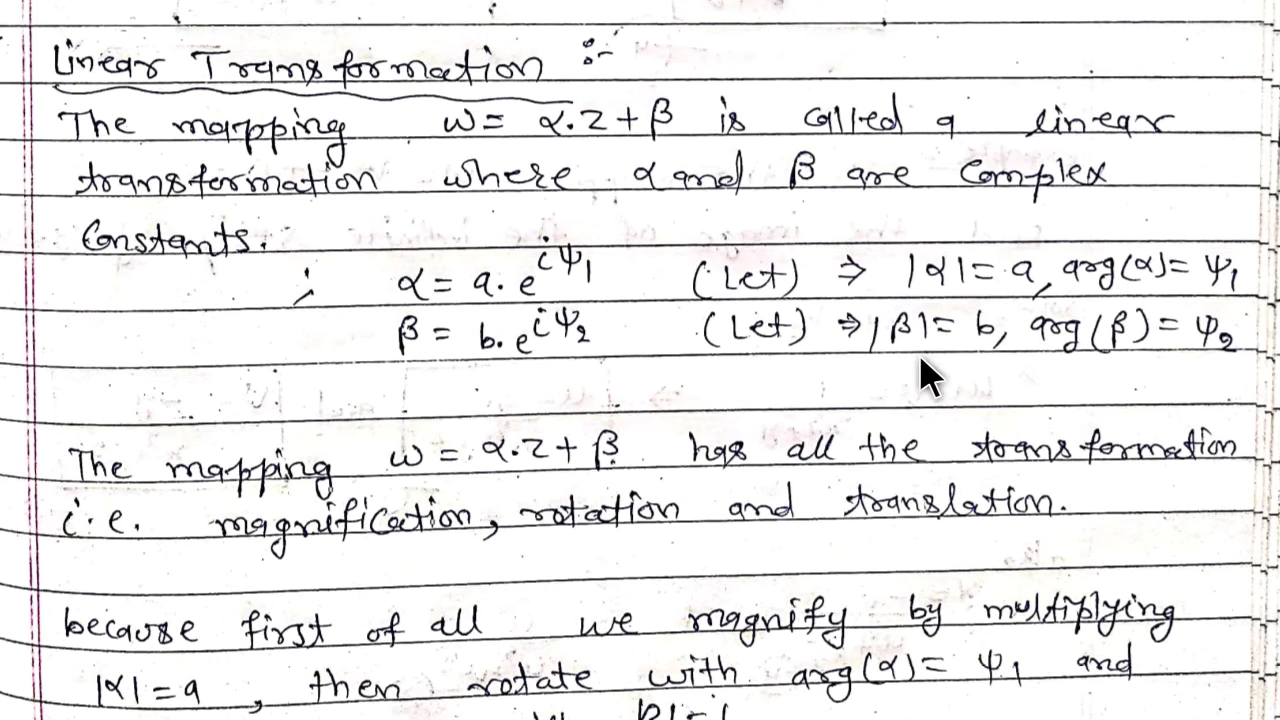 Linear Transformation :-
The mapping w = α.z + β is called a linear
transformation where α and β are complex
constants.
∴ α = a. e^{iψ₁} (let) ⇒ |α| = a, arg(α) = ψ₁
β = b. e^{iψ₂} (let) ⇒ |β| = b, arg(β) = ψ₂
The mapping w = α.z + β has all the transformation
i.e. magnification, rotation and translation.
because first of all we magnify by multiplying
|α| = a , then rotate with arg(α) = ψ₁ and